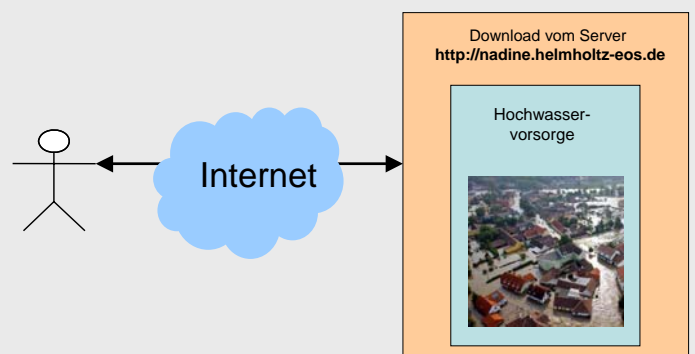 Download vom Server
http://nadine.helmholtz-eos.de
Hochwasser-
vorsorge
Internet